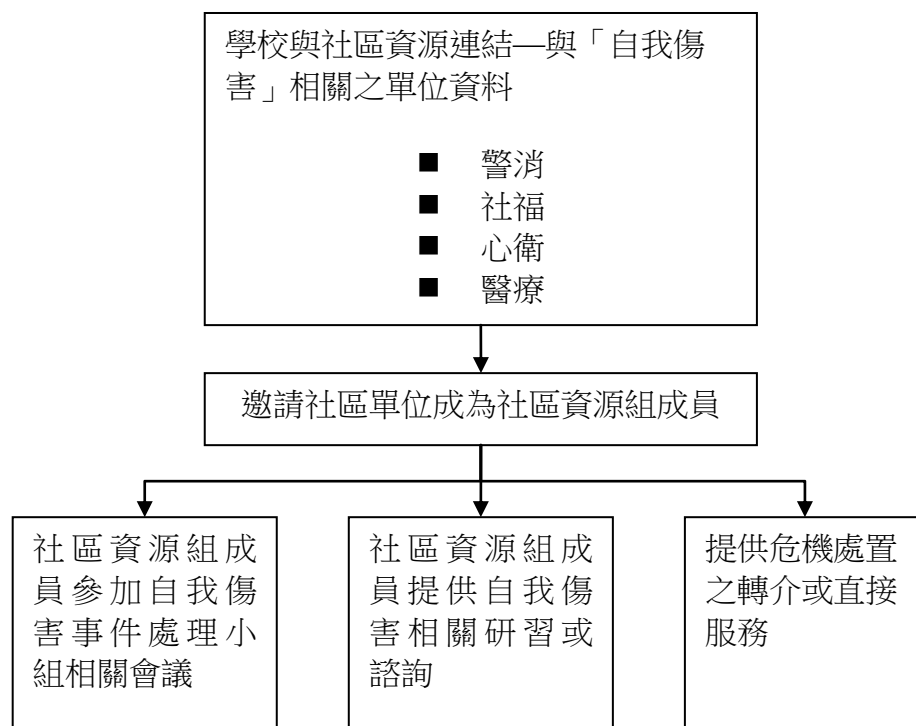 學校與社區資源連結—與「自我傷
害」相關之單位資料
■ 警消
■ 社福
■ 心衛
■ 醫療
邀請社區單位成為社區資源組成員
社區資源組成
員參加自我傷
害事件處理小
組相關會議
社區資源組成
員提供自我傷
害相關研習或
諮詢
提供危機處置
之轉介或直接
服務